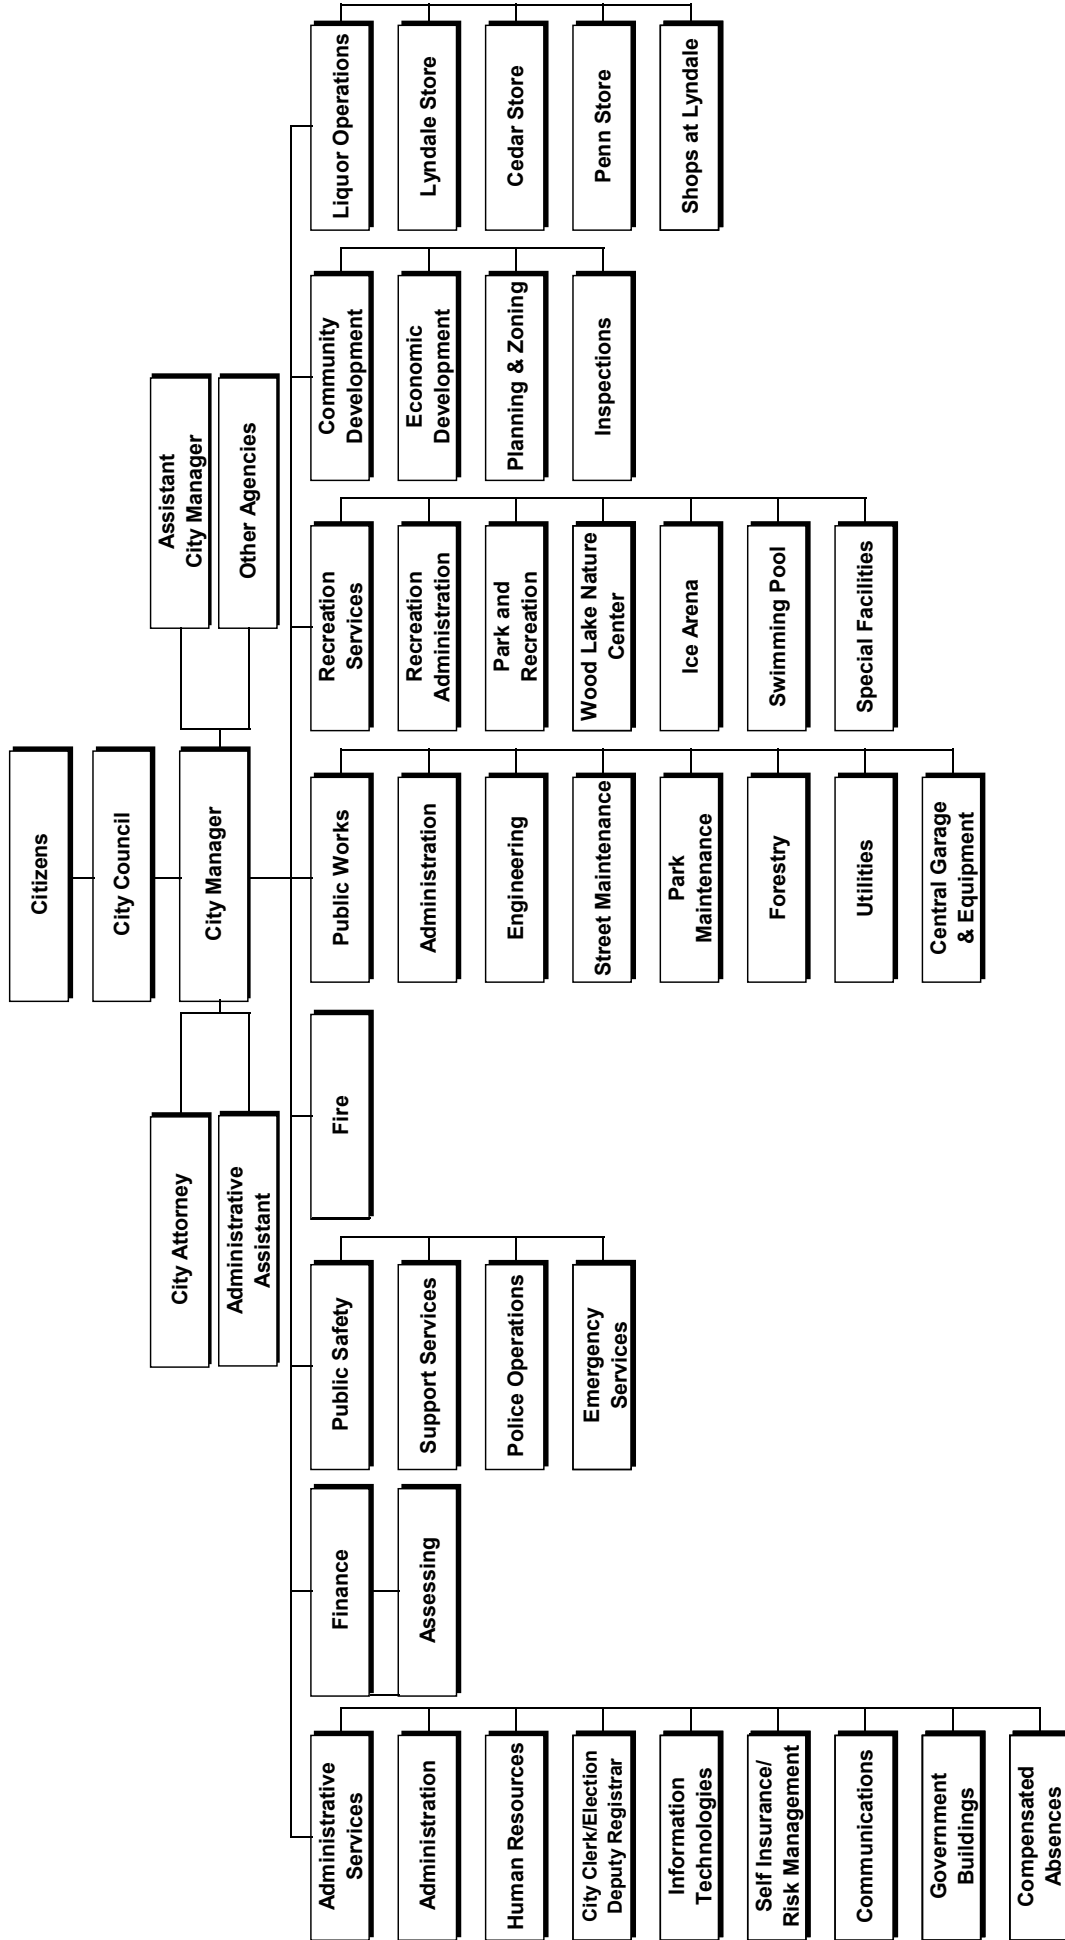 Citizens
City Council
City Manager
City Attorney
Administrative
Assistant
Assistant
City Manager
Other Agencies
Administrative
Services
Administration
Human Resources
City Clerk/Election
Deputy Registrar
Information
Technologies
Self Insurance/
Risk Management
Communications
Government
Buildings
Compensated
Absences
Finance
Assessing
Public Safety
Support Services
Police Operations
Emergency
Services
Fire
Public Works
Administration
Engineering
Street Maintenance
Park
Maintenance
Forestry
Utilities
Central Garage
& Equipment
Recreation
Services
Recreation
Administration
Park and
Recreation
Wood Lake Nature
Center
Ice Arena
Swimming Pool
Special Facilities
Community
Development
Economic
Development
Planning & Zoning
Inspections
Liquor Operations
Lyndale Store
Cedar Store
Penn Store
Shops at Lyndale